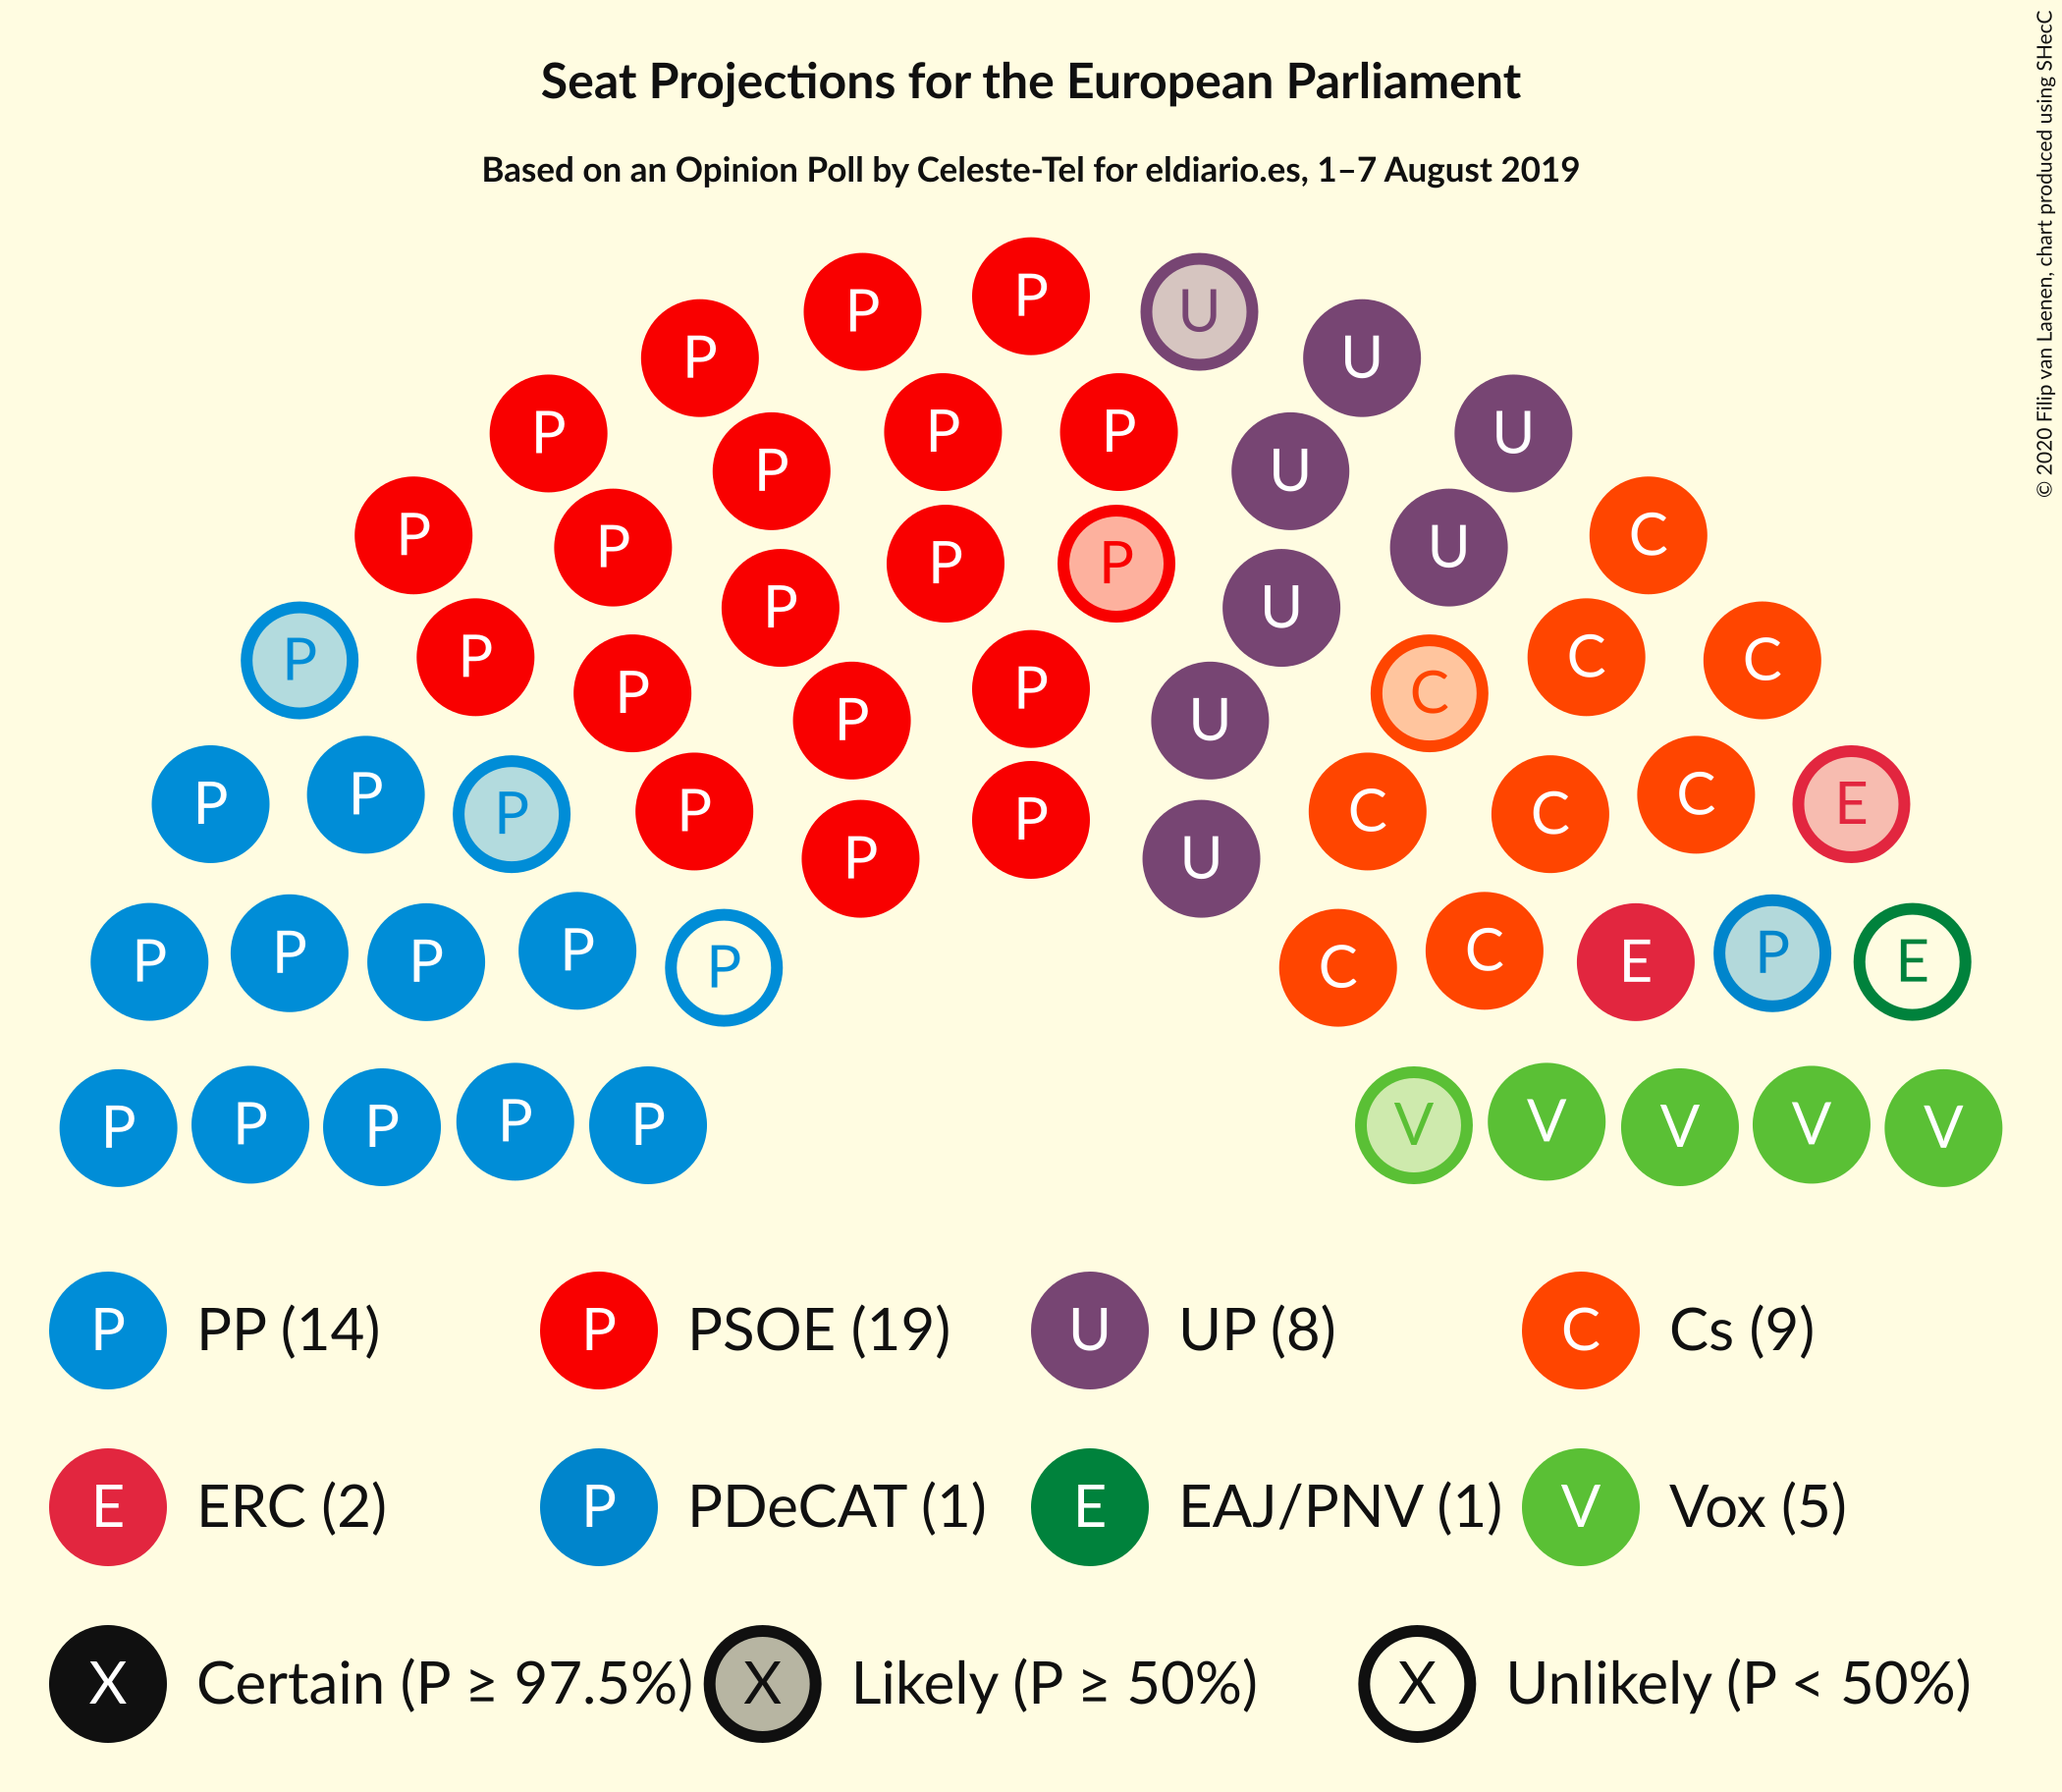 Seat Projections for the European Parliament
Based on an Opinion Poll by Celeste-Tel for eldiario.es, 1–7 August 2019
© 2020 Filip van Laenen, chart produced using SHecC
P P P U U
P P P P U U
P P P U C
P P P U U
P P P P C C C
P P P U
P P P P P U C C C E
P P P P P C C E P E
P P P P P V V V V V
P PP (14) P PSOE (19) U UP (8) C Cs (9)
E ERC (2) P PDeCAT (1) E EAJ/PNV (1) V Vox (5)
X Certain (P ≥ 97.5%) X Likely (P ≥ 50%) X Unlikely (P < 50%)